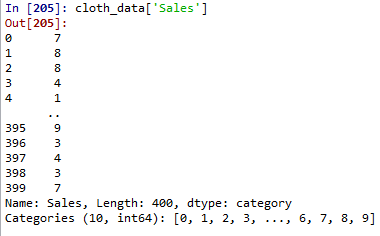 In [205]: cloth_data['Sales']
Out[205]:
0      7
1      8
2      8
3      4
4      1
      ..
395    9
396    3
397    4
398    3
399    7
Name: Sales, Length: 400, dtype: category
Categories (10, int64): [0, 1, 2, 3, ..., 6, 7, 8, 9]